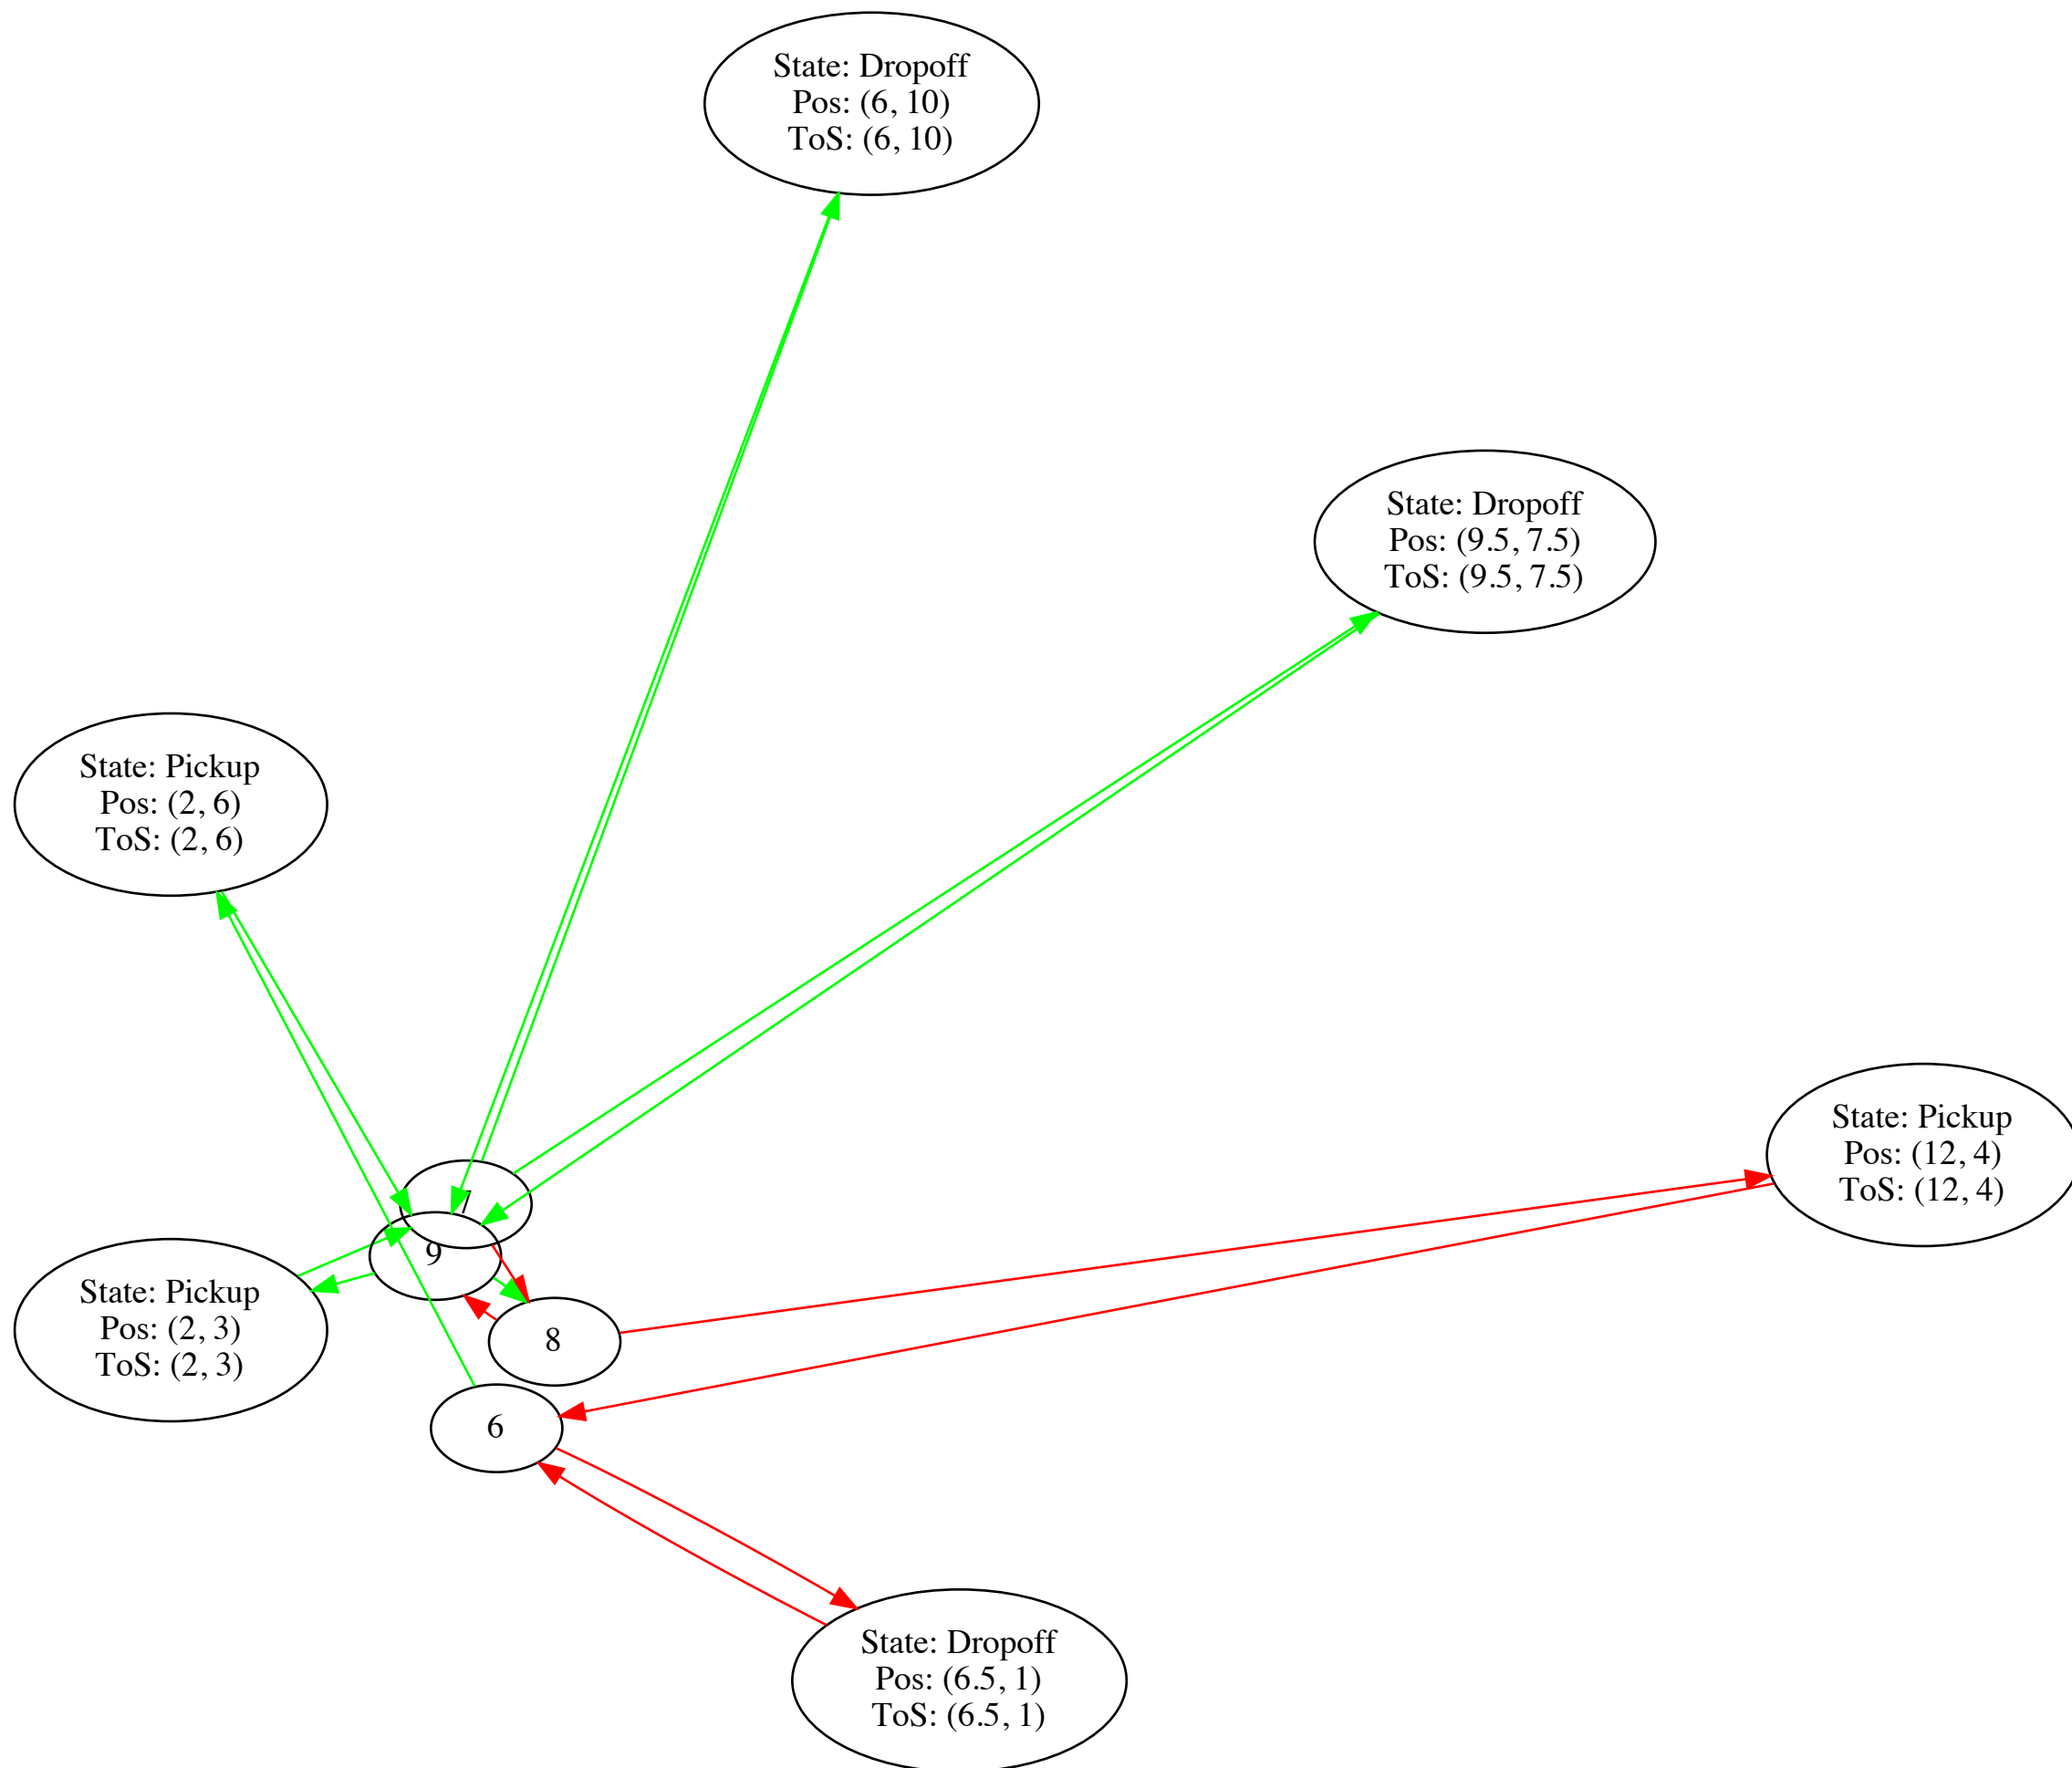 State: Dropoff
Pos: (6, 10)
ToS: (6, 10)
State: Dropoff
Pos: (9.5, 7.5)
ToS: (9.5, 7.5)
State: Pickup
Pos: (2, 6)
ToS: (2, 6)
State: Pickup
Pos: (12, 4)
ToS: (12, 4)
7
9
State: Pickup
Pos: (2, 3)
ToS: (2, 3)
8
6
State: Dropoff
Pos: (6.5, 1)
ToS: (6.5, 1)